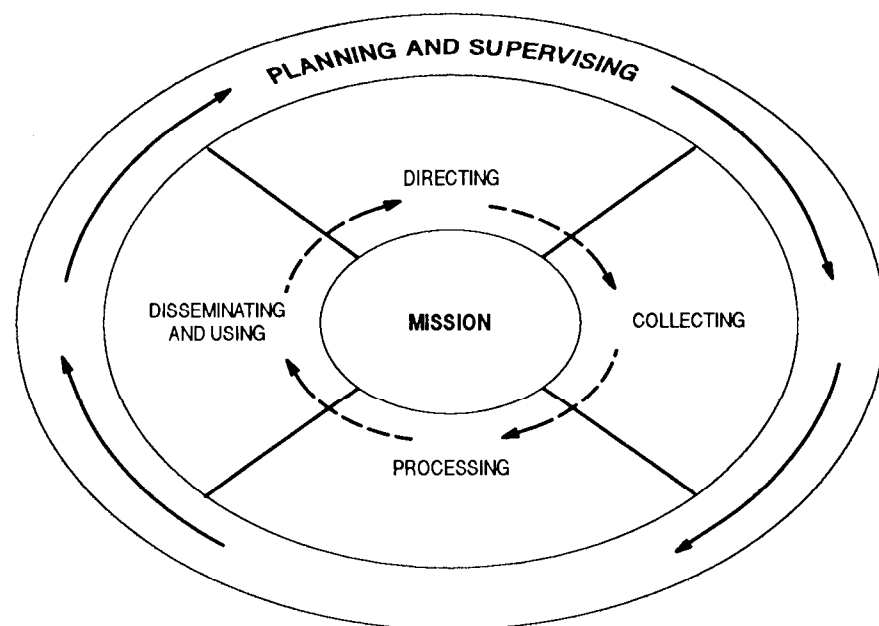 PLANNING AND SUPERVISING
DIRECTING
DISSEMINATING
AND USING
MISSION
COLLECTING
PROCESSING